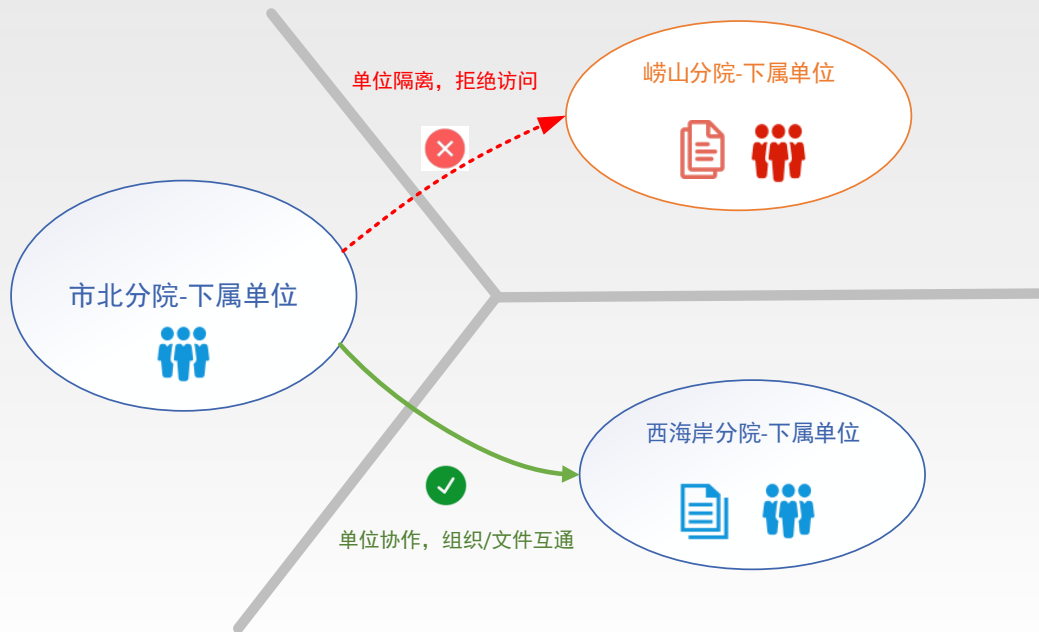 单位隔离，拒绝访问
崂山分院-下属单位
市北分院-下属单位
西海岸分院-下属单位
单位协作，组织/文件互通